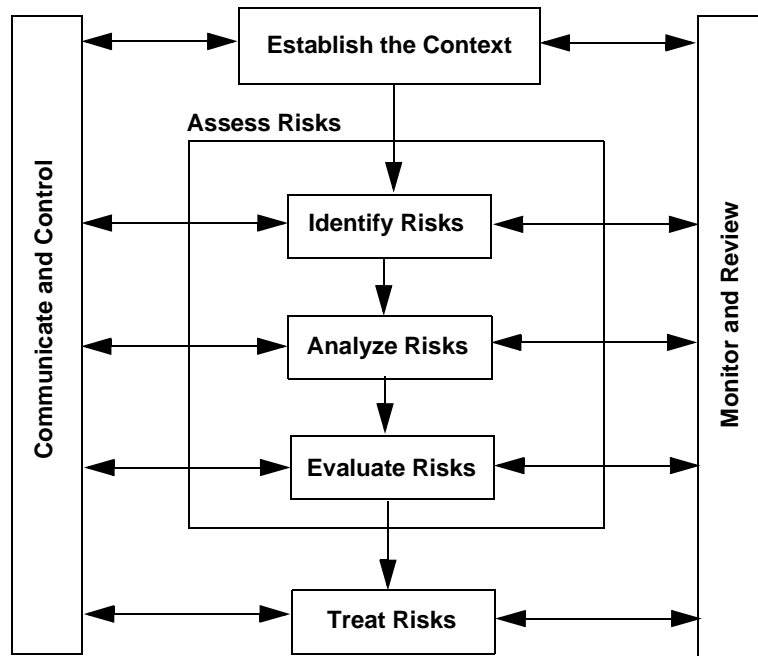 Establish the Context
Assess Risks
Communicate and Control
Identify Risks
Monitor and Review
Analyze Risks
Evaluate Risks
Treat Risks